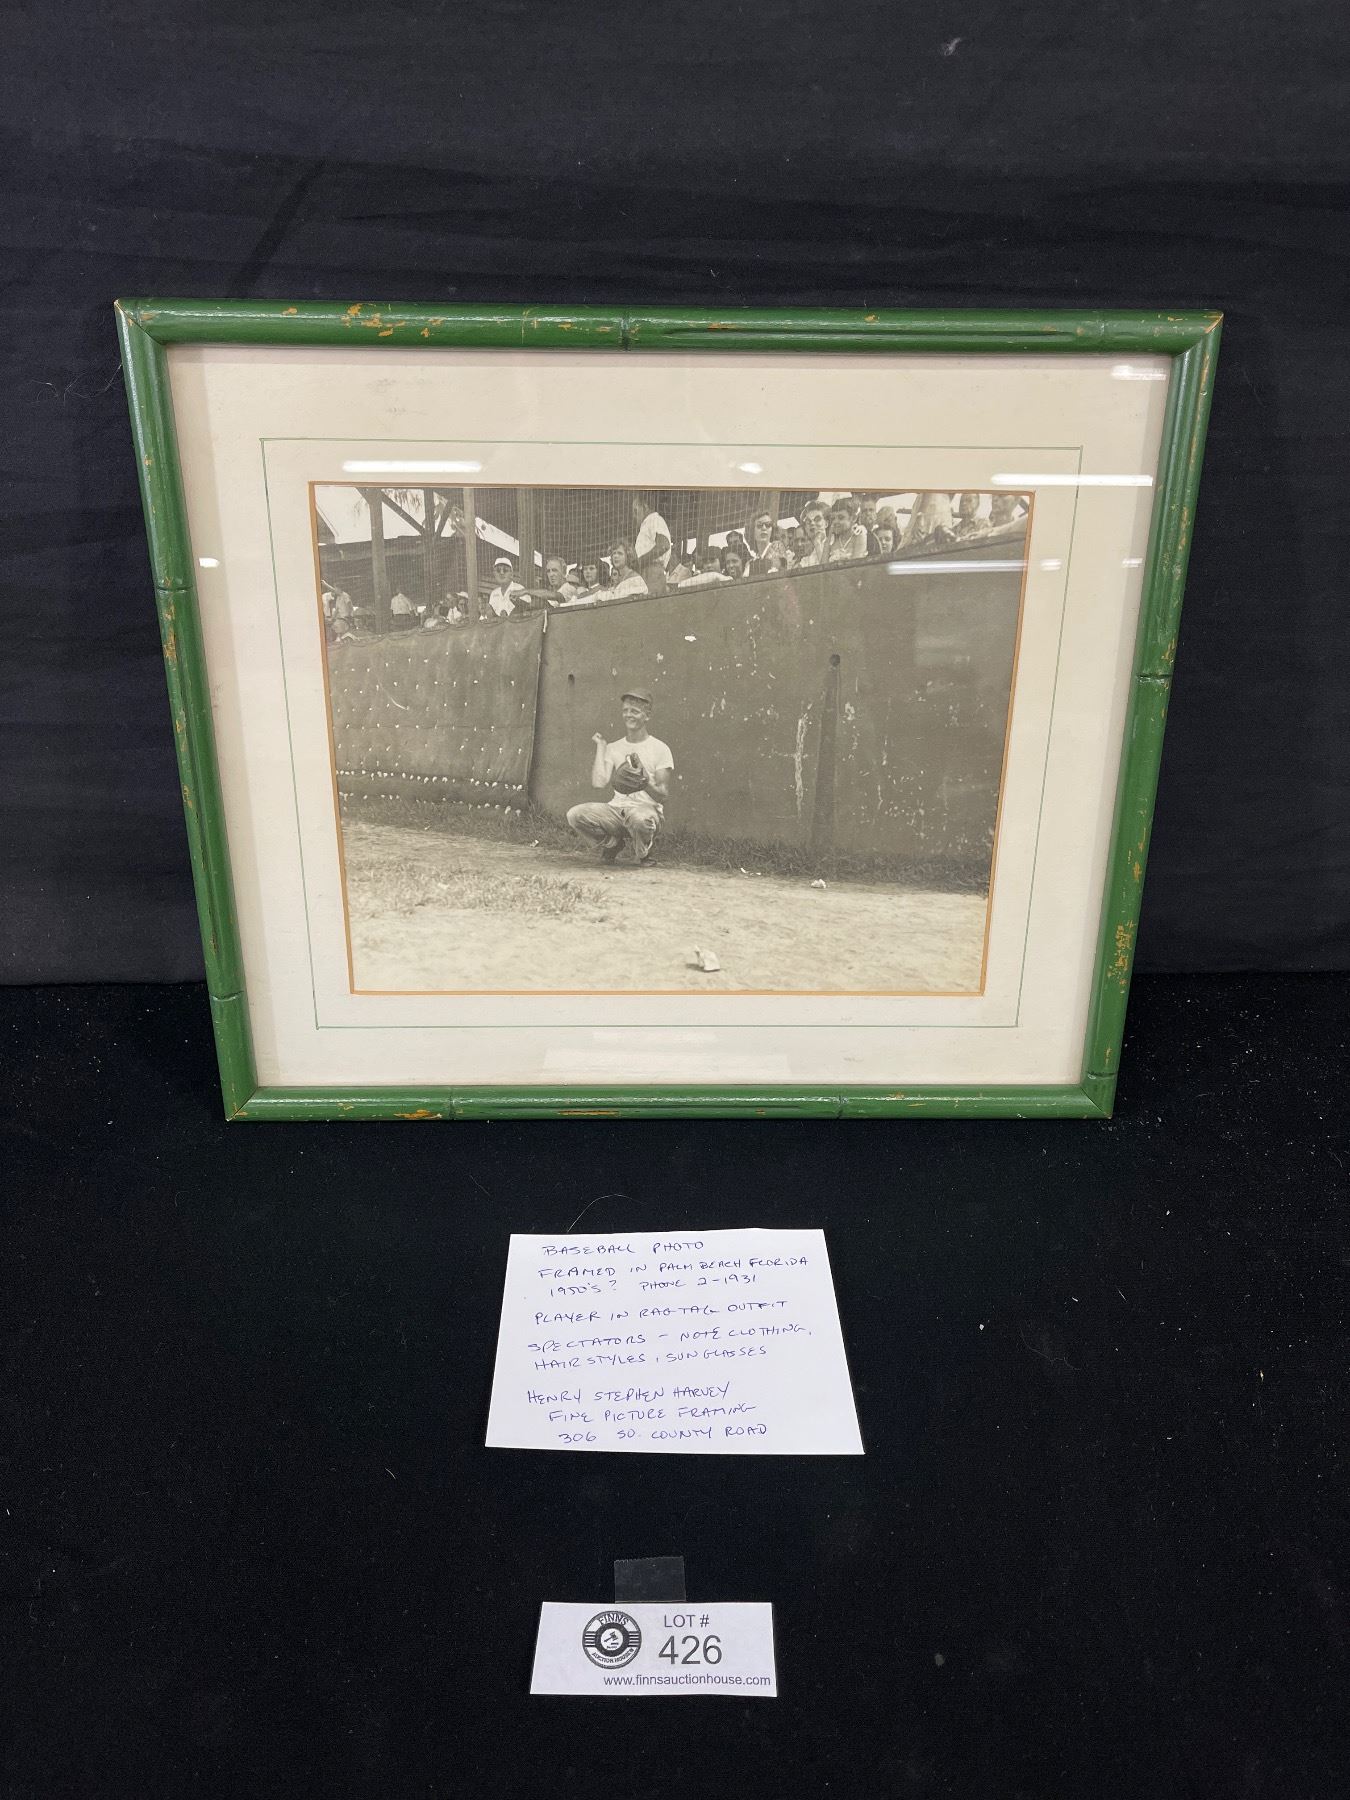 BASEBALL PHOTO
FRAMED IN PALM BEACH FLORIDA
1950'S? PHONE 2-1931
PLAYER IN RAGTAG OUTFIT
SPECTATORS - NOTE CLOTHING,
HAIR STYLES, SUNGLASSES
HENRY STEPHEN HARVEY
FINE PICTURE FRAMING
306 SO. COUNTY ROAD
FINNS
AUCTION HOUSE
LOT #
426
www.finnsauctionhouse.com